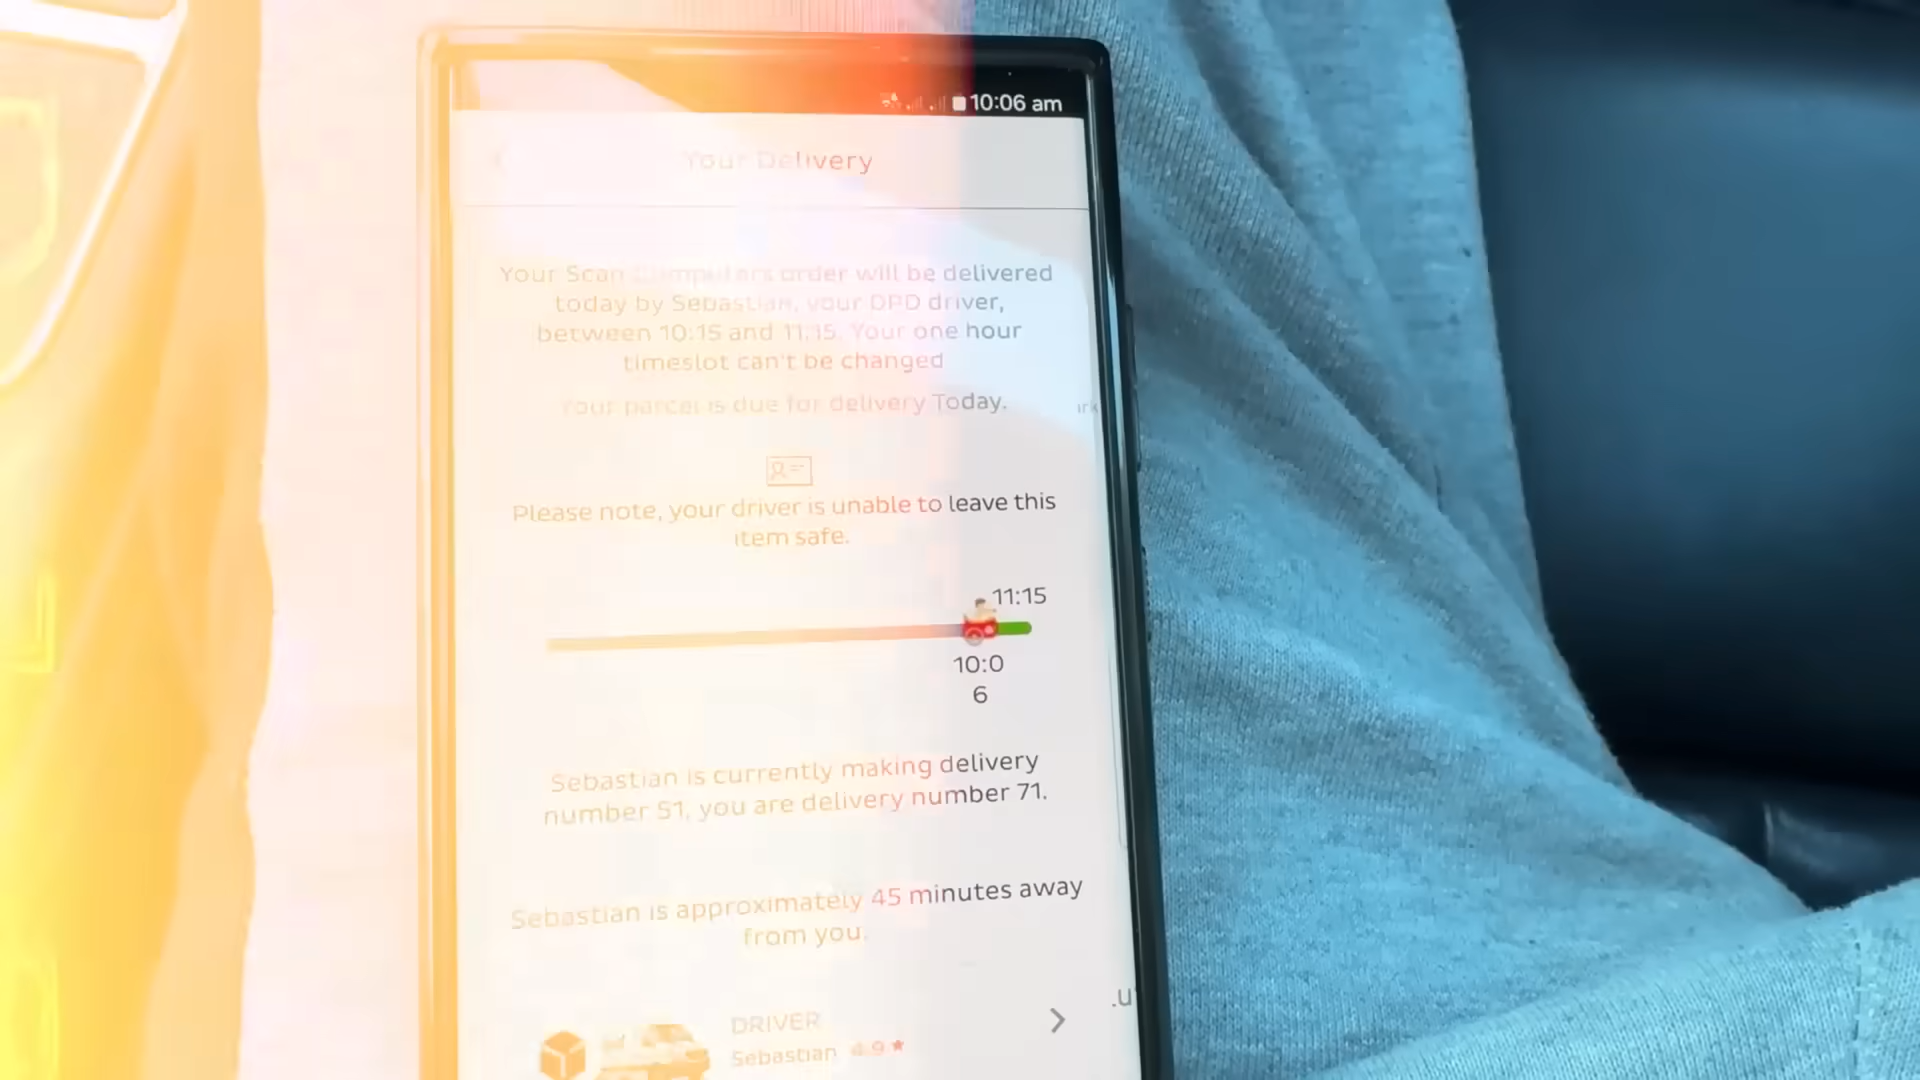 10:06 am
Your Delivery
Your Scan Computers order will be delivered
today by Sebastian, your DPD driver,
between 10:15 and 11:15. Your one hour
timeslot can't be changed
Your parcel is due for delivery Today.
Please note, your driver is unable to leave this
item safe.
11:15
10:0
6
Sebastian is currently making delivery
number 51, you are delivery number 71.
Sebastian is approximately 45 minutes away
from you.
DRIVER
Sebastian 4.9 ★